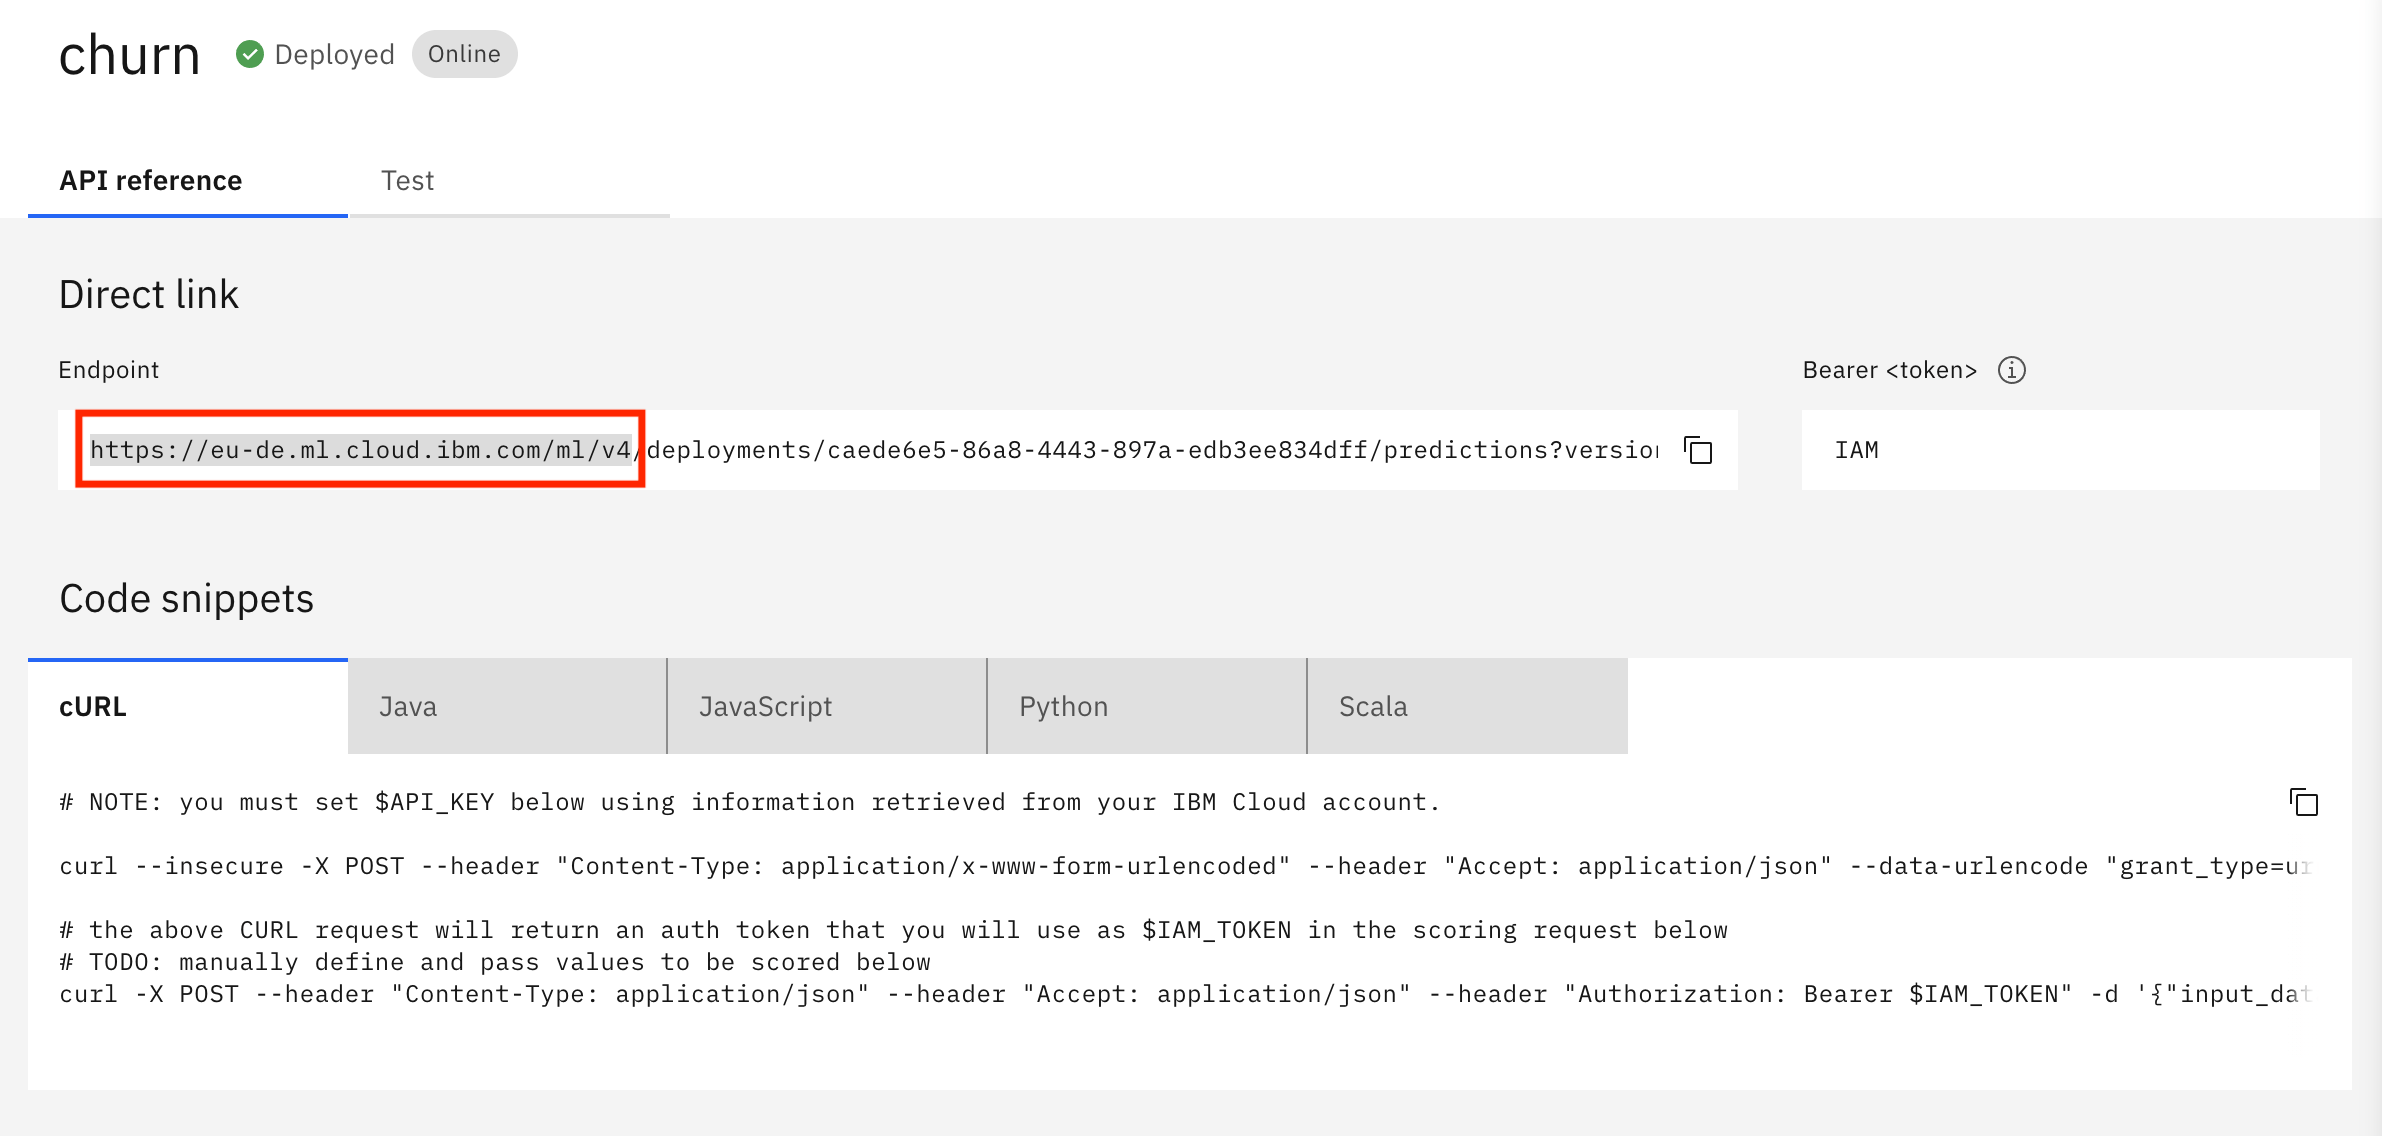 churn Deployed Online
API reference Test
Direct link
Endpoint Bearer <token>
https://eu-de.ml.cloud.ibm.com/ml/v4/deployments/caede6e5-86a8-4443-897a-edb3ee834dff/predictions?version IAM
Code snippets
cURL Java JavaScript Python Scala
# NOTE: you must set $API_KEY below using information retrieved from your IBM Cloud account.
curl --insecure -X POST --header "Content-Type: application/x-www-form-urlencoded" --header "Accept: application/json" --data-urlencode "grant_type=ur
# the above CURL request will return an auth token that you will use as $IAM_TOKEN in the scoring request below
# TODO: manually define and pass values to be scored below
curl -X POST --header "Content-Type: application/json" --header "Accept: application/json" --header "Authorization: Bearer $IAM_TOKEN" -d '{"input_dat